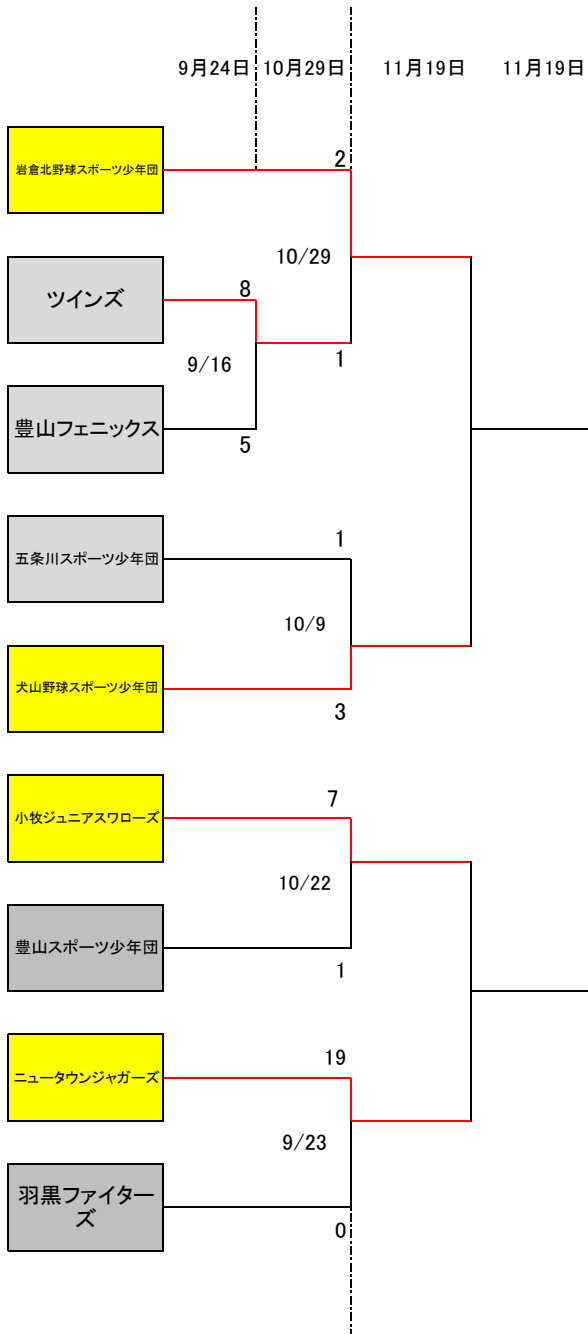 9月24日 10月29日 11月19日 11月19日
岩倉北野球スポーツ少年団
2
10/29
ツインズ
8
9/16
1
豊山フェニックス
5
五条川スポーツ少年団
1
10/9
犬山野球スポーツ少年団
3
小牧ジュニアスワローズ
7
10/22
豊山スポーツ少年団
1
ニュータウンジャガーズ
19
9/23
羽黒ファイター
ズ
0